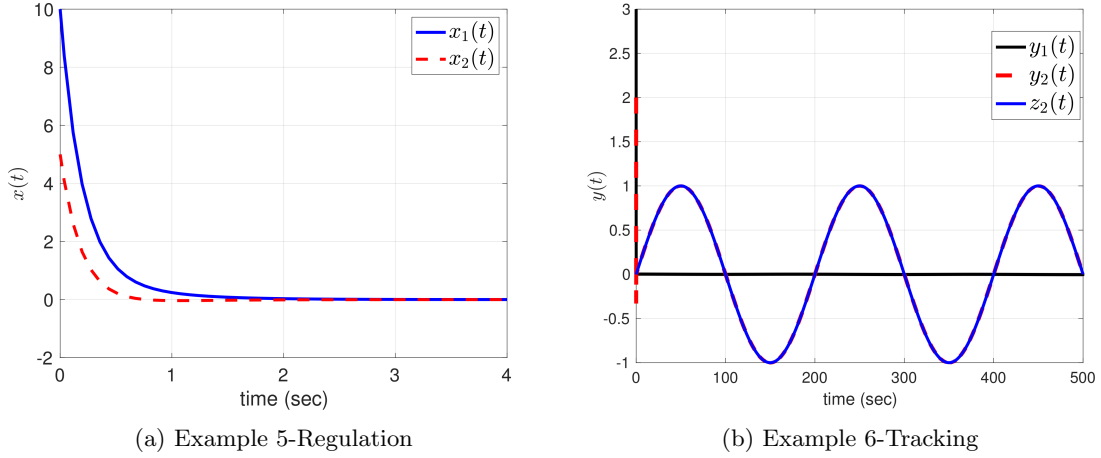 10
8
6
4
2
0
-2
x(t)
x₁(t)
x₂(t)
0 1 2 3 4
time (sec)
(a) Example 5-Regulation
3
2.5
2
1.5
1
0.5
0
-0.5
-1
y(t)
y₁(t)
y₂(t)
z₂(t)
0 100 200 300 400 500
time (sec)
(b) Example 6-Tracking